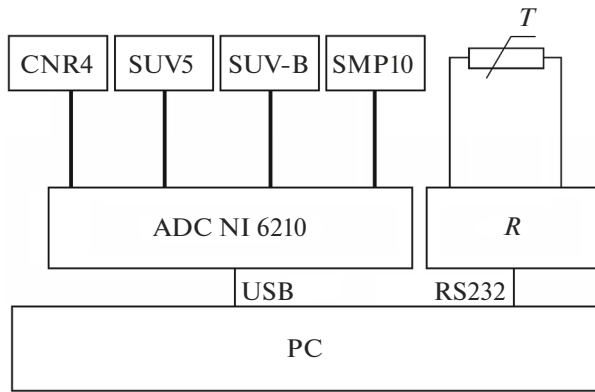 T
CNR4 SUV5 SUV-B SMP10
ADC NI 6210 R
USB RS232
PC